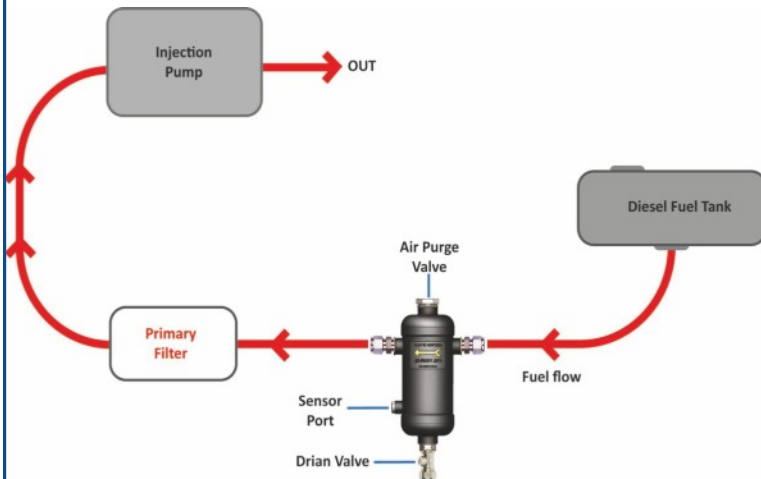 Injection
Pump
OUT
Diesel Fuel Tank
Air Purge
Valve
Primary
Filter
Fuel flow
Sensor
Port
Drian Valve